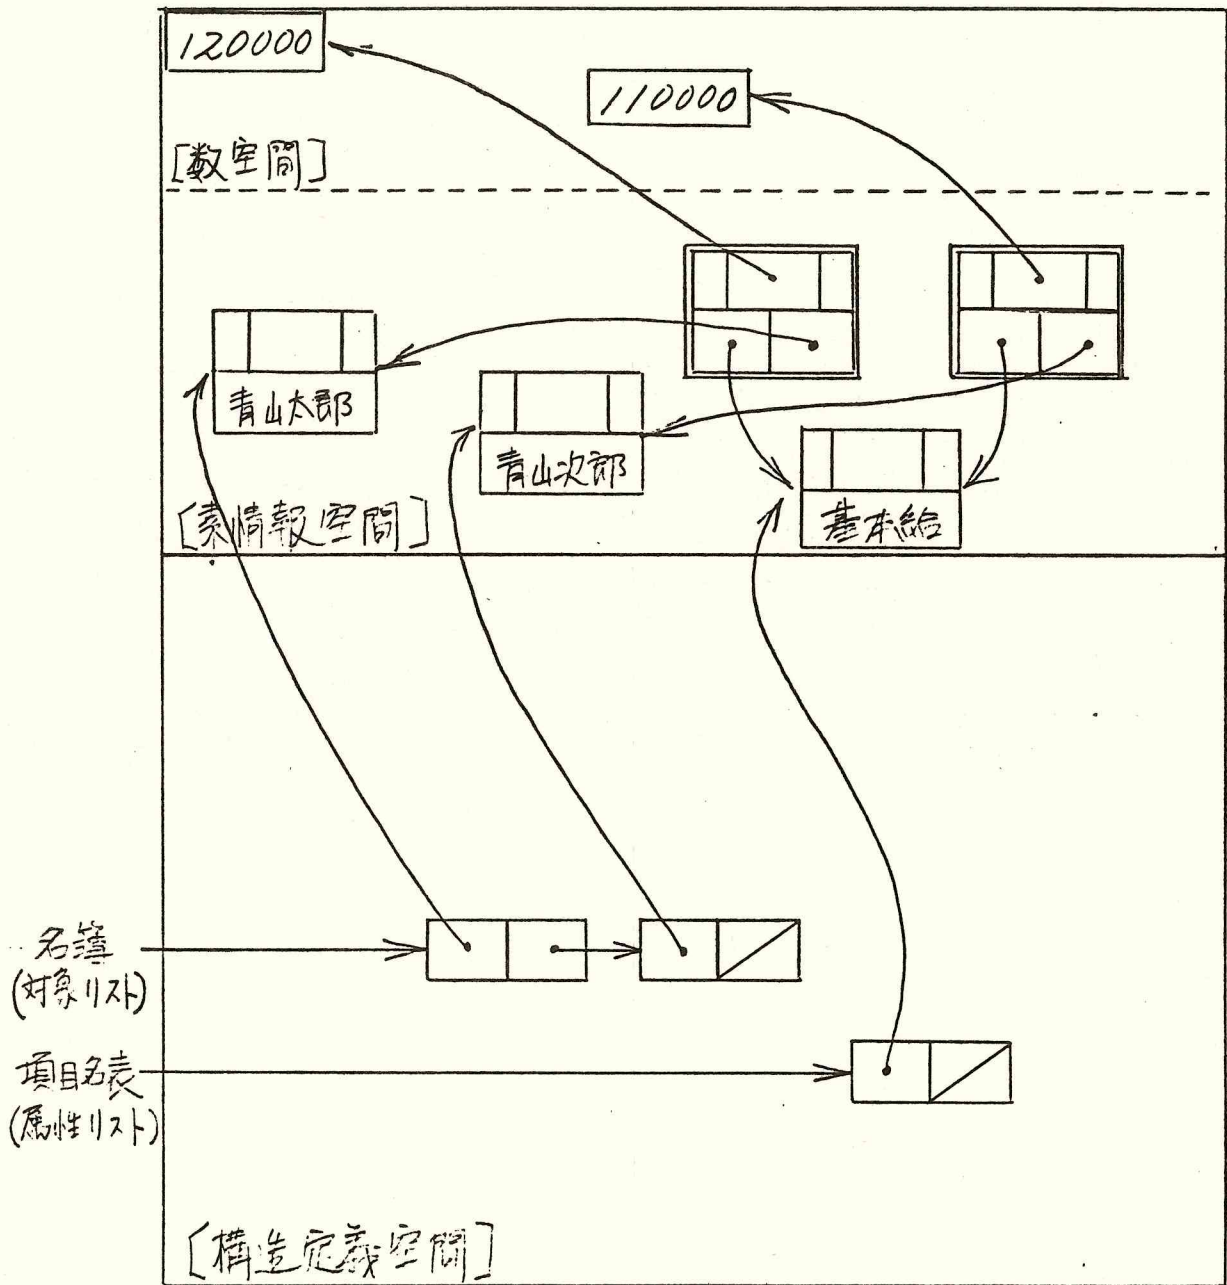 120000
110000
[数空間]
青山太郎
青山次郎
基本給
[素情報空間]
名簿
(対象リスト)
項目名表
(属性リスト)
[構造定義空間]